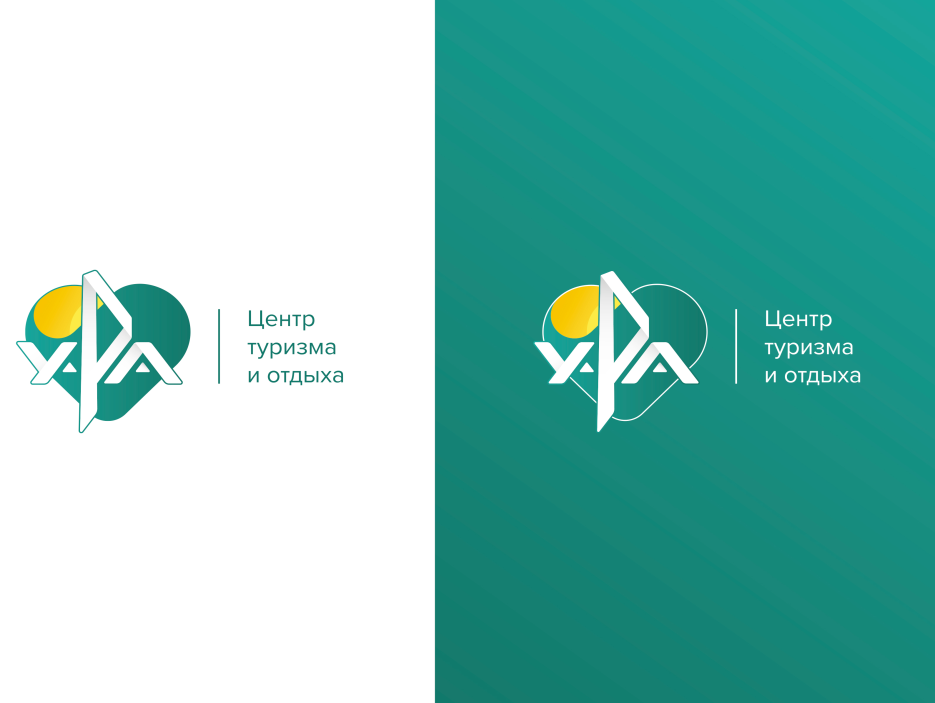 УРА
Центр
туризма
и отдыха
УРА
Центр
туризма
и отдыха